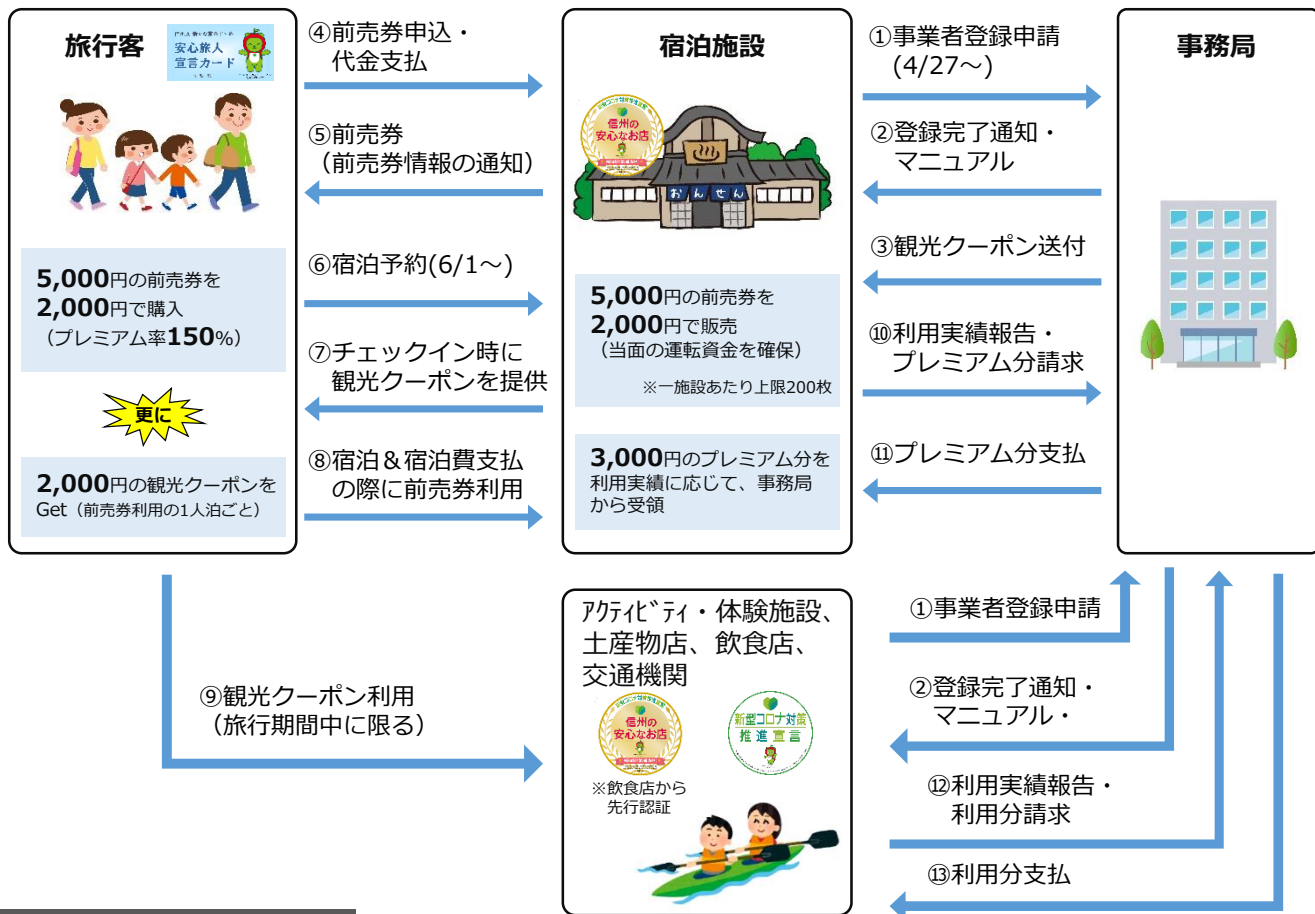 旅行客
安心旅人
宣言カード
④前売券申込・
代金支払
⑤前売券
（前売券情報の通知）
⑥宿泊予約(6/1～)
⑦チェックイン時に
観光クーポンを提供
⑧宿泊＆宿泊費支払
の際に前売券利用
5,000円の前売券を
2,000円で購入
（プレミアム率150%）
更に
2,000円の観光クーポンを
Get（前売券利用の1人泊ごと）
宿泊施設
信州の
安心なお店
おんせん
5,000円の前売券を
2,000円で販売
（当面の運転資金を確保）
※一施設あたり上限200枚
3,000円のプレミアム分を
利用実績に応じて、事務局
から受領
①事業者登録申請
(4/27～)
②登録完了通知・
マニュアル
③観光クーポン送付
⑩利用実績報告・
プレミアム分請求
⑪プレミアム分支払
事務局
⑨観光クーポン利用
（旅行期間中に限る）
ｱｸﾃｨﾋﾞﾃｨ・体験施設、
土産物店、飲食店、
交通機関
信州の
安心なお店
新型コロナ対策
推進宣言
※飲食店から
先行認証
①事業者登録申請
②登録完了通知・
マニュアル・
⑫利用実績報告・
利用分請求
⑬利用分支払